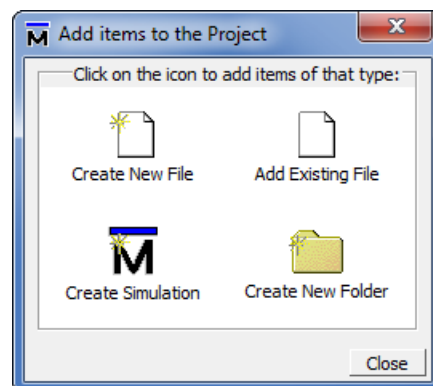 Add items to the Project
Click on the icon to add items of that type:
Create New File
Add Existing File
Create Simulation
Create New Folder
Close